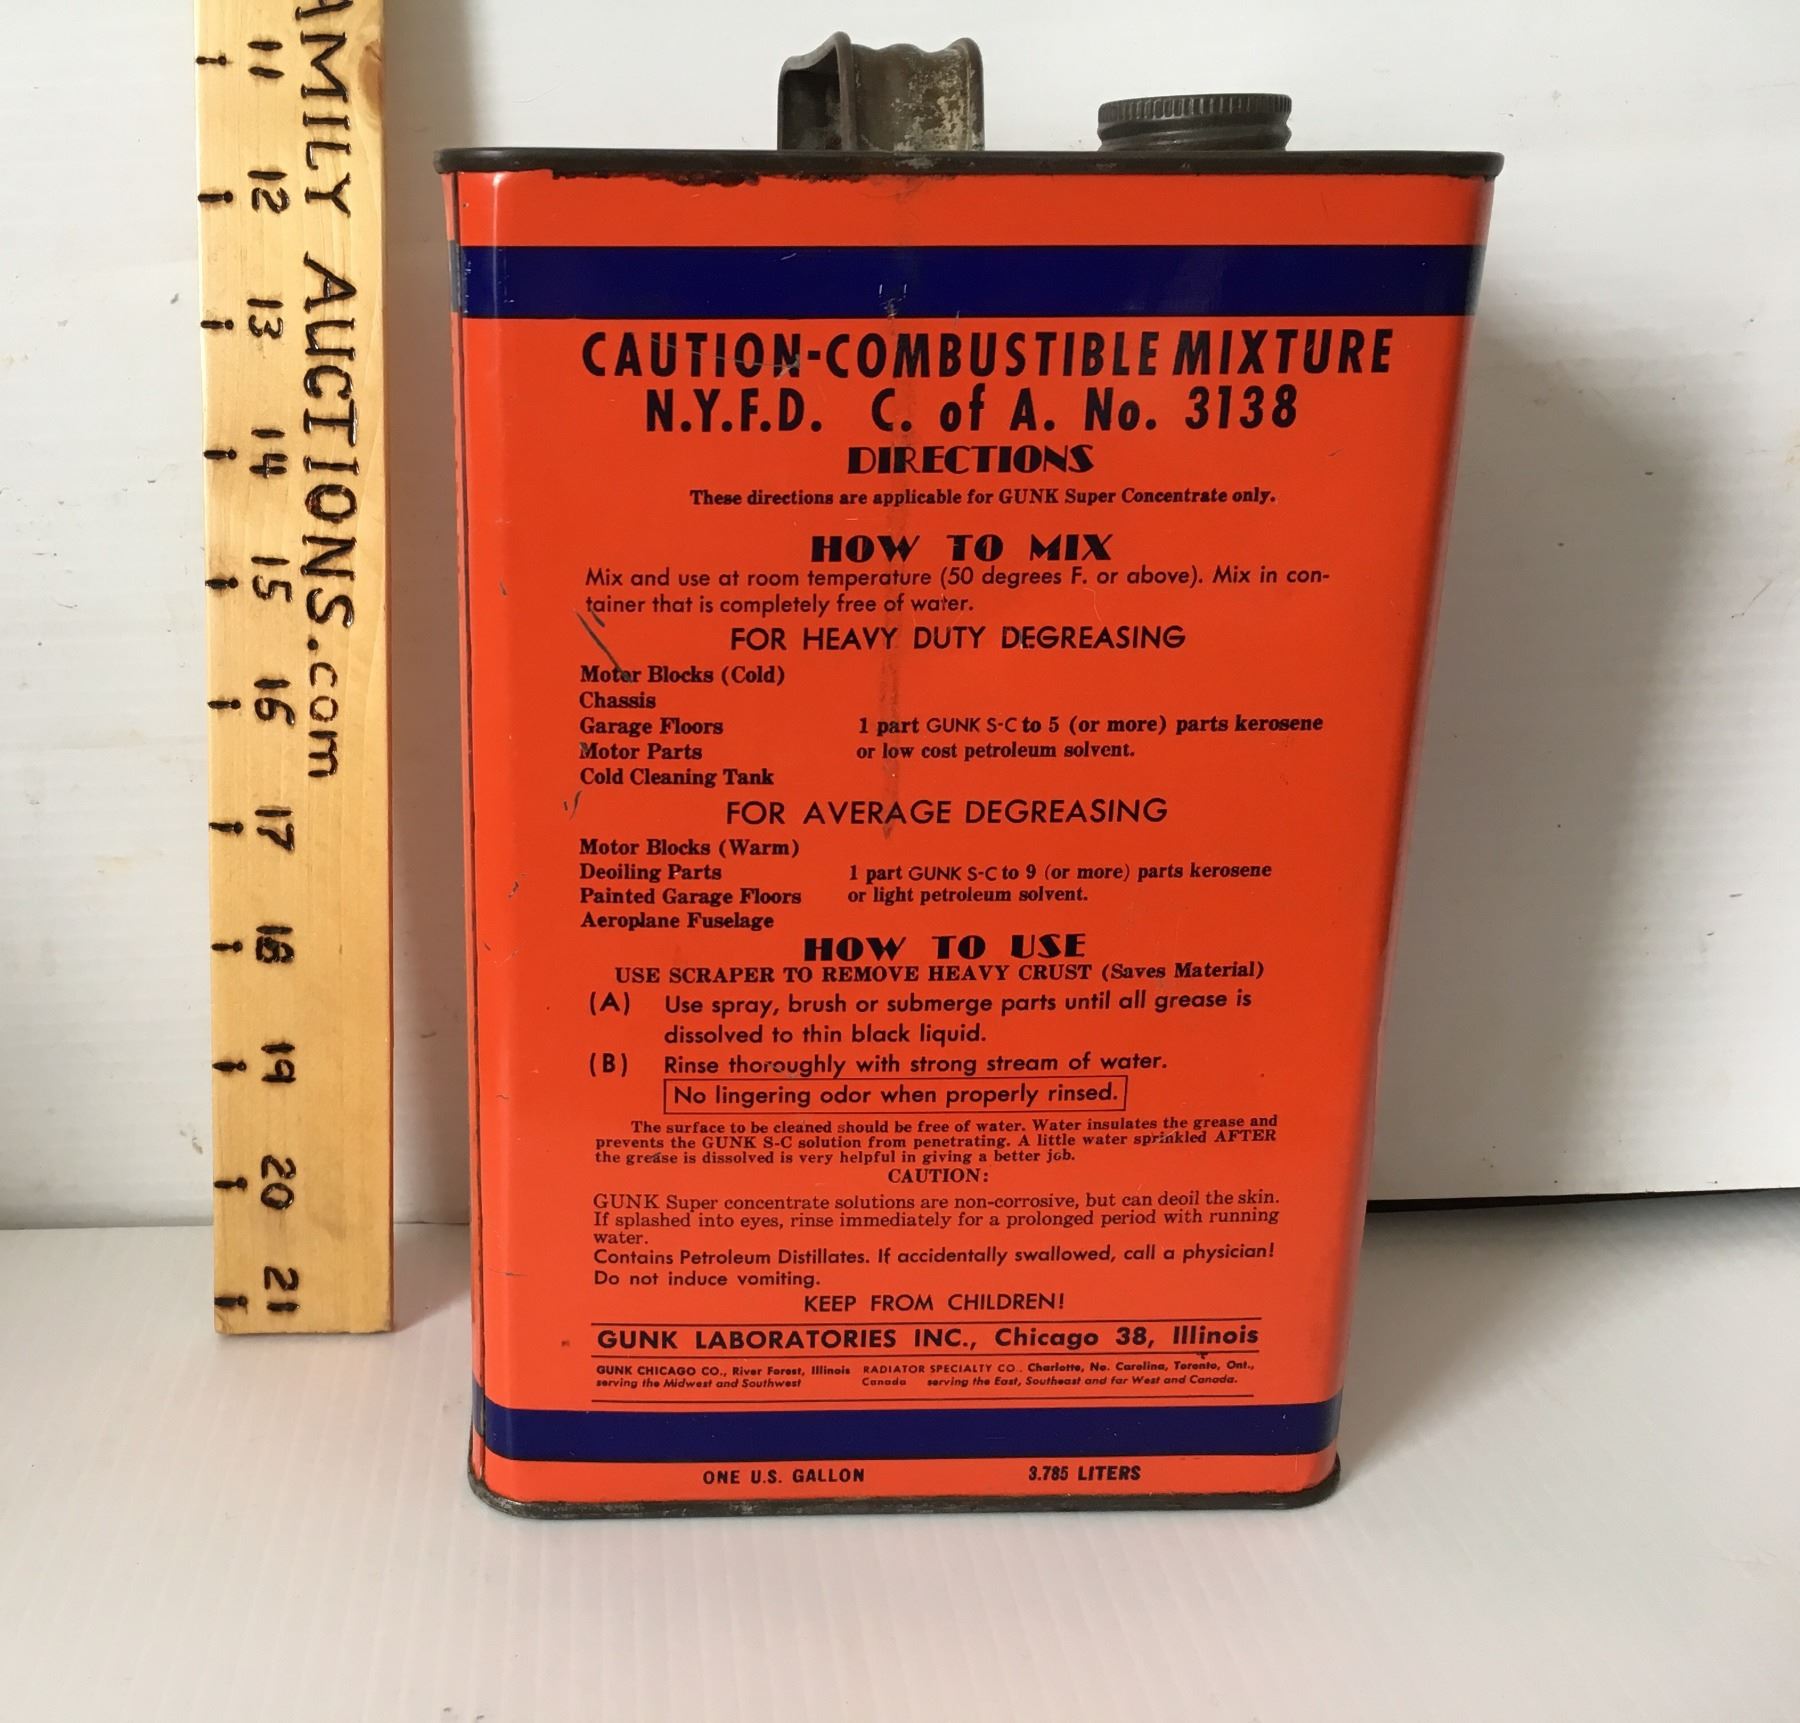 AMILY AUCTIONS.com
11
12
13
14
15
16
17
18
19
20
21
CAUTION-COMBUSTIBLE MIXTURE
N.Y.F.D. C. of A. No. 3138
DIRECTIONS
These directions are applicable for GUNK Super Concentrate only.
HOW TO MIX
Mix and use at room temperature (50 degrees F. or above). Mix in con-
tainer that is completely free of water.
FOR HEAVY DUTY DEGREASING
Motor Blocks (Cold)
Chassis
Garage Floors
Motor Parts
Cold Cleaning Tank
1 part GUNK S-C to 5 (or more) parts kerosene
or low cost petroleum solvent.
FOR AVERAGE DEGREASING
Motor Blocks (Warm)
Deoiling Parts
Painted Garage Floors
Aeroplane Fuselage
1 part GUNK S-C to 9 (or more) parts kerosene
or light petroleum solvent.
HOW TO USE
USE SCRAPER TO REMOVE HEAVY CRUST (Saves Material)
(A) Use spray, brush or submerge parts until all grease is
dissolved to thin black liquid.
(B) Rinse thoroughly with strong stream of water.
No lingering odor when properly rinsed.
The surface to be cleaned should be free of water. Water insulates the grease and
prevents the GUNK S-C solution from penetrating. A little water sprinkled AFTER
the grease is dissolved is very helpful in giving a better job.
CAUTION:
GUNK Super concentrate solutions are non-corrosive, but can deoil the skin.
If splashed into eyes, rinse immediately for a prolonged period with running
water.
Contains Petroleum Distillates. If accidentally swallowed, call a physician!
Do not induce vomiting.
KEEP FROM CHILDREN!
GUNK LABORATORIES INC., Chicago 38, Illinois
GUNK CHICAGO CO., River Forest, Illinois
serving the Midwest and Southwest
RADIATOR SPECIALTY CO., Charlotte, No. Carolina, Toronto, Ont.,
Canada serving the East, Southeast and far West and Canada.
ONE U.S. GALLON 3.785 LITERS